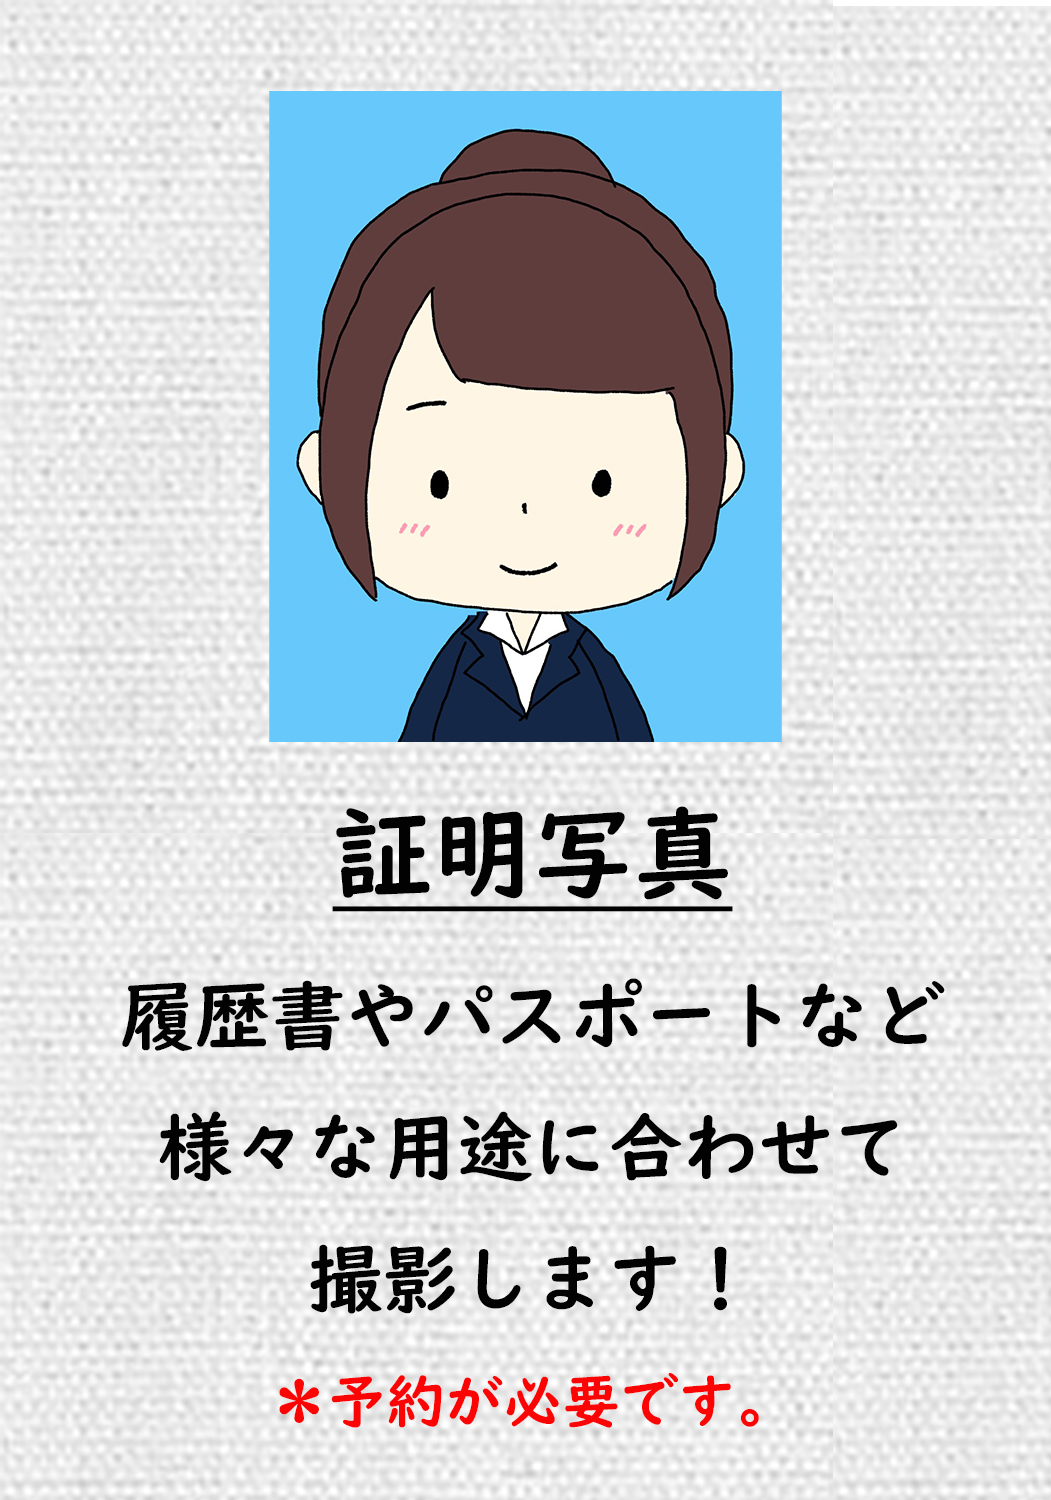 証明写真
履歴書やパスポートなど
様々な用途に合わせて
撮影します！
＊予約が必要です。